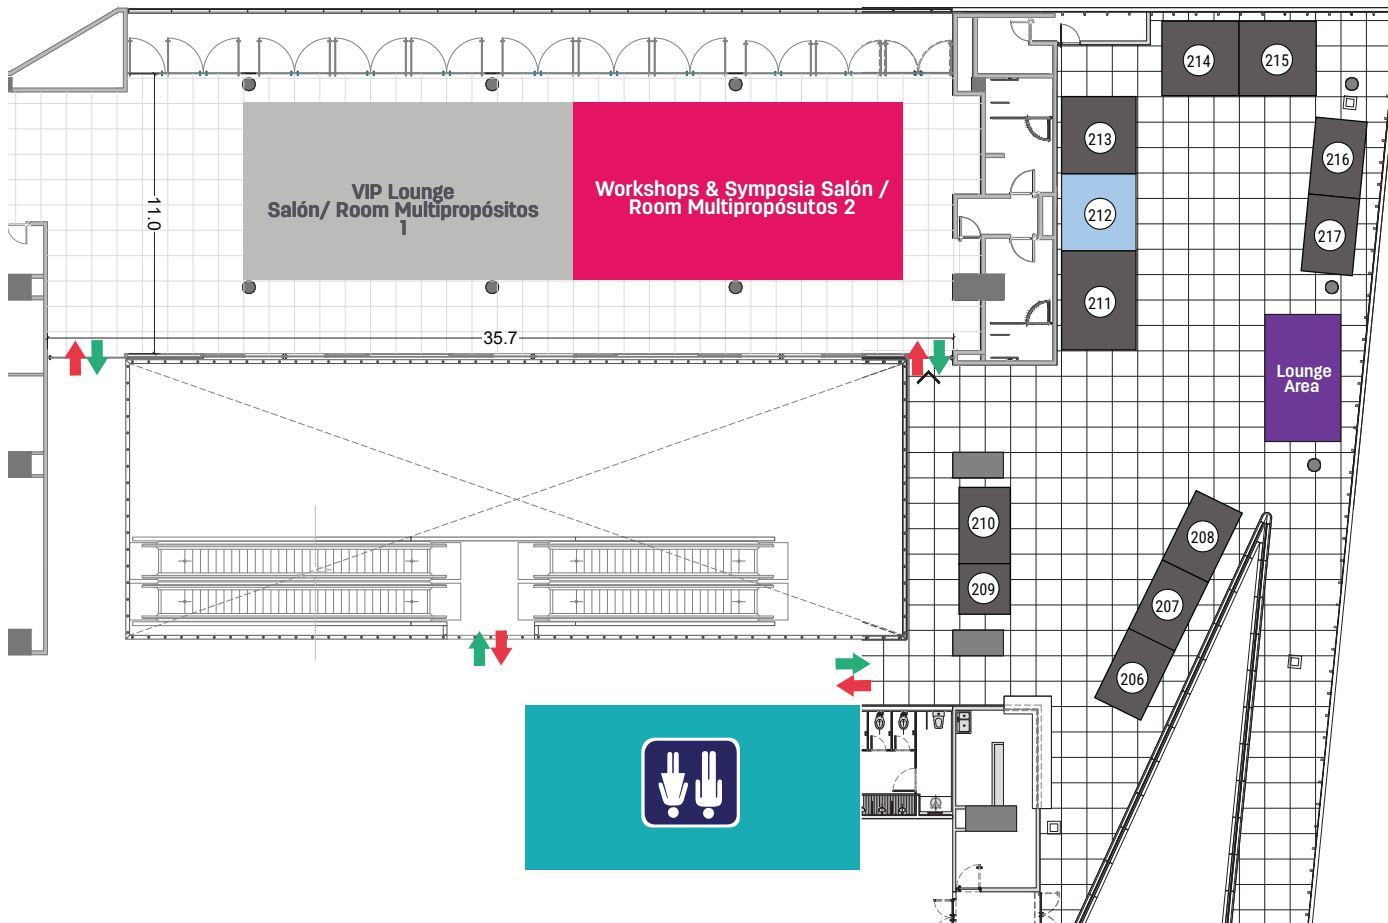 214
215
213
216
VIP Lounge
Salón/ Room Multipropósitos
1
Workshops & Symposia Salón /
Room Multipropósutos 2
11.0
212
217
211
35.7
Lounge
Area
210
208
209
207
206